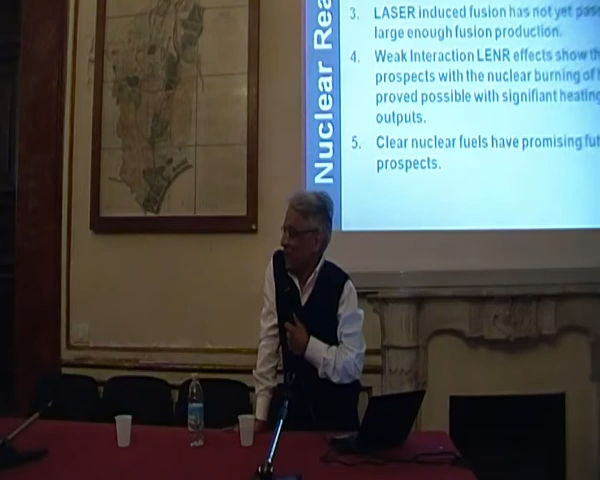 Nuclear Rea
3. LASER induced fusion has not yet pas
large enough fusion production.
4. Weak Interaction LENR effects show th
prospects with the nuclear burning of
proved possible with signifiant heating
outputs.
5. Clear nuclear fuels have promising fut
prospects.